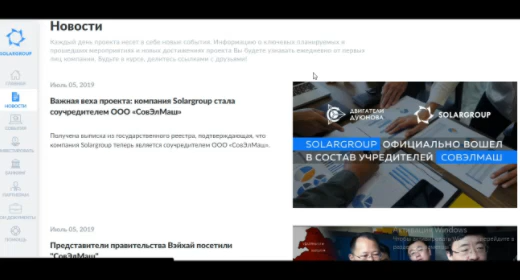 Новости
SOLARGROUP
Каждый день проекта несет в себе новые события. Информацию о ключевых планируемых и
прошедших мероприятиях и новых достижениях проекта Вы будете узнавать ежедневно от первых
лиц компании. Будьте в курсе, делитесь ссылками с друзьями!
ГЛАВНАЯ
НОВОСТИ
СОБЫТИЯ
ПОМОЩЬ
Июль 05, 2019
Важная веха проекта: компания Solargroup стала
соучредителем ООО «СовЭлМаш»
Получена выписка из государственного реестра, подтверждающая, что
компания Solargroup теперь является соучредителем ООО «СовЭлМаш».
ДВИГАТЕЛИ
ДУЮНОВА
SOLARGROUP
SOLARGROUP ОФИЦИАЛЬНО ВОШЕЛ
В СОСТАВ УЧРЕДИТЕЛЕЙ СОВЭЛМАШ
Июль 05, 2019
Представители правительства Вэйхай посетили
"СовЭлМаш"
Активация Windows